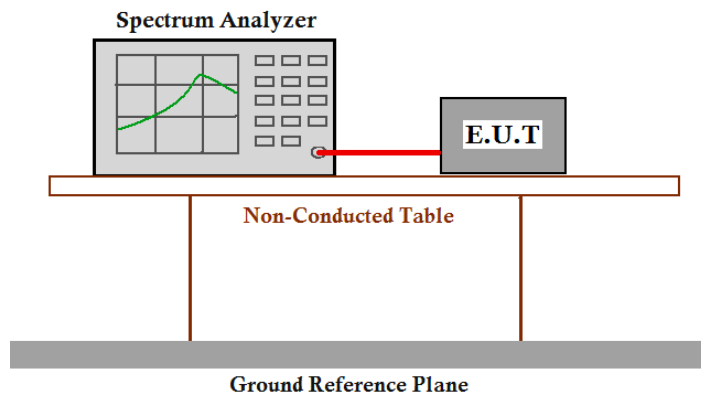 Spectrum Analyzer
E.U.T
Non-Conducted Table
Ground Reference Plane